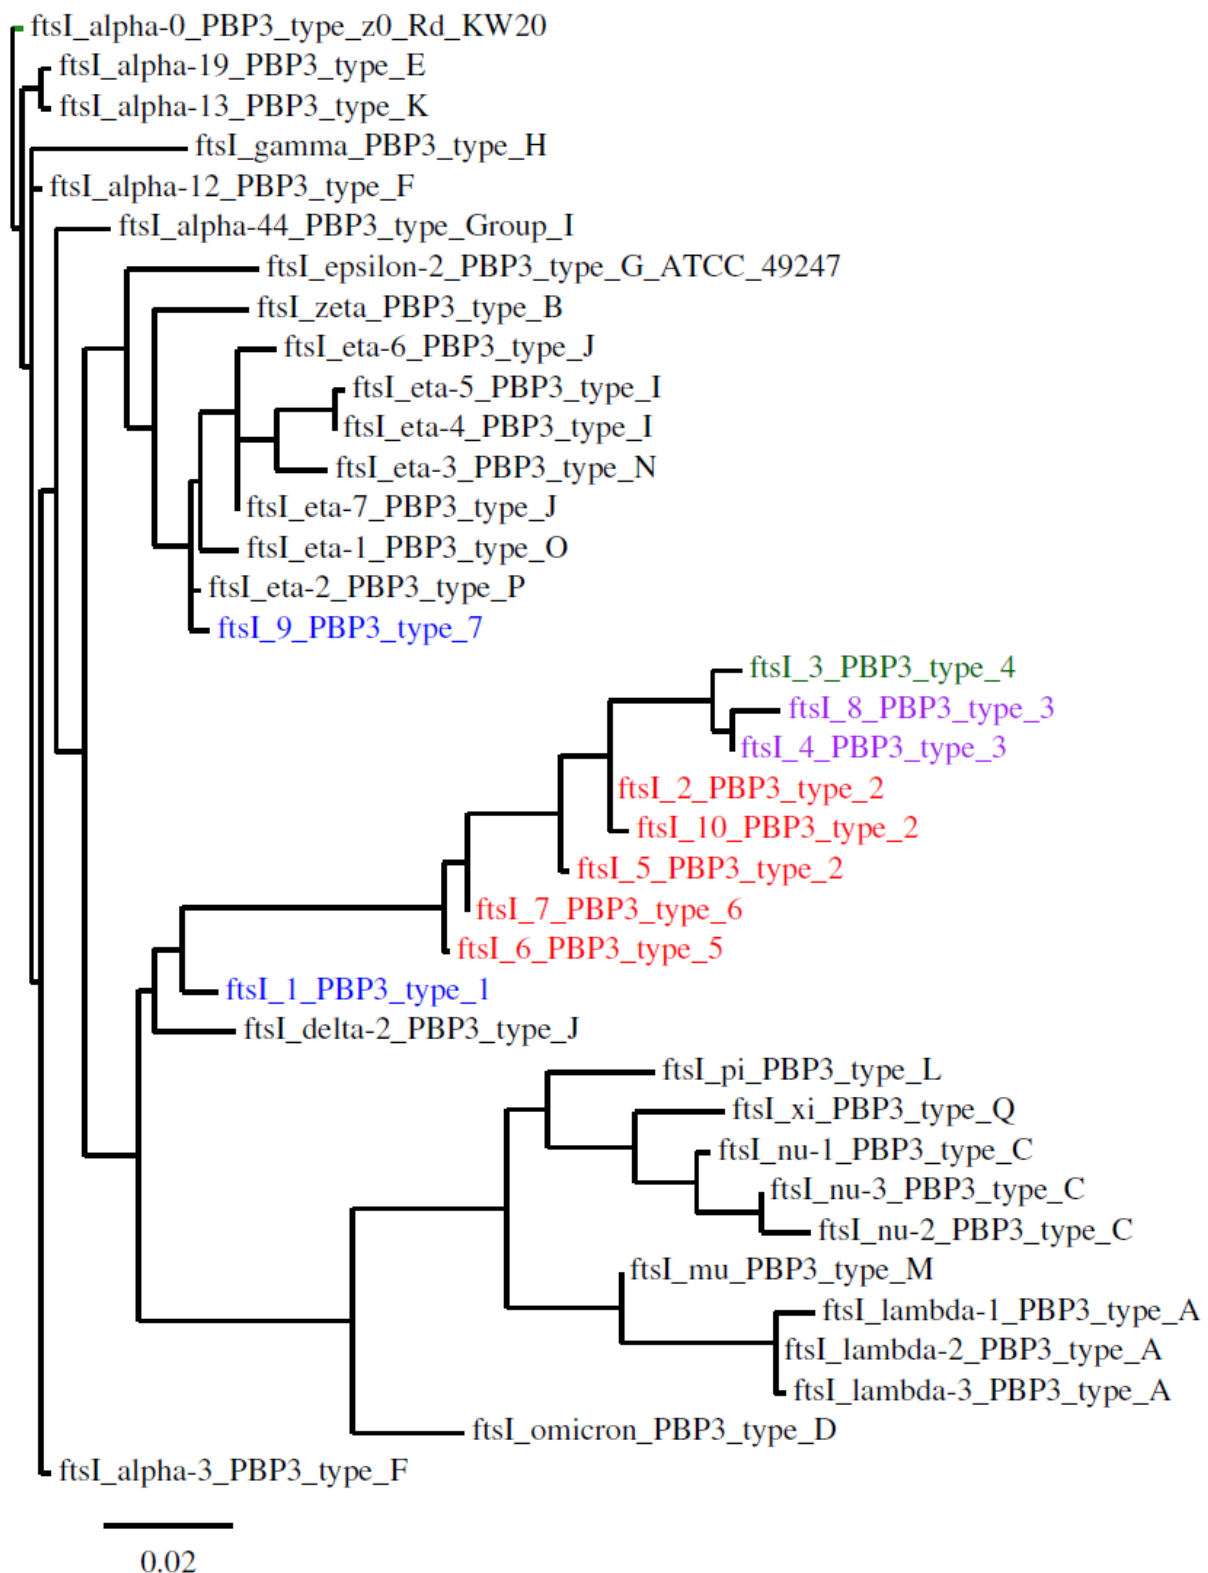 ftsI_alpha-0_PBP3_type_z0_Rd_KW20
ftsI_alpha-19_PBP3_type_E
ftsI_alpha-13_PBP3_type_K
ftsI_gamma_PBP3_type_H
ftsI_alpha-12_PBP3_type_F
ftsI_alpha-44_PBP3_type_Group_I
ftsI_epsilon-2_PBP3_type_G_ATCC_49247
ftsI_zeta_PBP3_type_B
ftsI_eta-6_PBP3_type_J
ftsI_eta-5_PBP3_type_I
ftsI_eta-4_PBP3_type_I
ftsI_eta-3_PBP3_type_N
ftsI_eta-7_PBP3_type_J
ftsI_eta-1_PBP3_type_O
ftsI_eta-2_PBP3_type_P
ftsI_9_PBP3_type_7
ftsI_3_PBP3_type_4
ftsI_8_PBP3_type_3
ftsI_4_PBP3_type_3
ftsI_2_PBP3_type_2
ftsI_10_PBP3_type_2
ftsI_5_PBP3_type_2
ftsI_7_PBP3_type_6
ftsI_6_PBP3_type_5
ftsI_1_PBP3_type_1
ftsI_delta-2_PBP3_type_J
ftsI_pi_PBP3_type_L
ftsI_xi_PBP3_type_Q
ftsI_nu-1_PBP3_type_C
ftsI_nu-3_PBP3_type_C
ftsI_nu-2_PBP3_type_C
ftsI_mu_PBP3_type_M
ftsI_lambda-1_PBP3_type_A
ftsI_lambda-2_PBP3_type_A
ftsI_lambda-3_PBP3_type_A
ftsI_omicron_PBP3_type_D
ftsI_alpha-3_PBP3_type_F
0.02